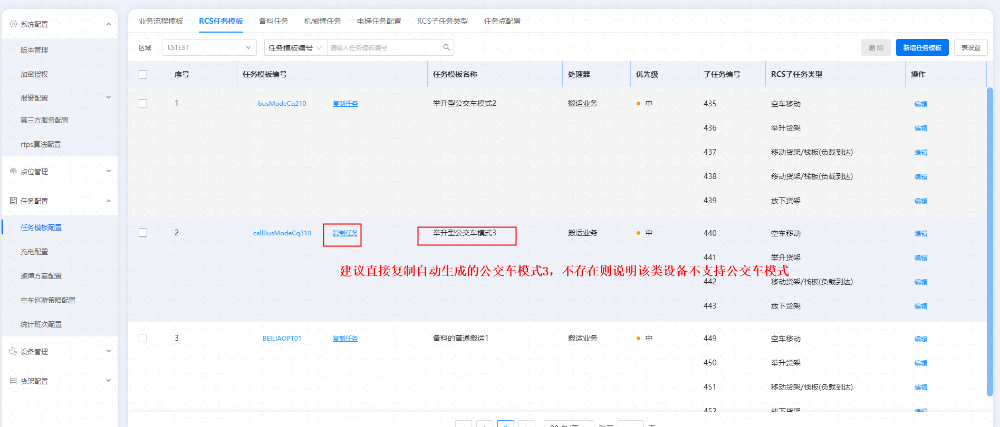 系统配置
版本管理
加密授权
报警配置
第三方服务配置
rtps算法配置
点位管理
任务配置
任务模板配置
充电配置
避障方案配置
空车巡游策略配置
统计班次配置
设备管理
货架配置
业务流程模板 RCS任务模板 备料任务 机械臂任务 电梯任务配置 RCS子任务类型 任务点配置
区域 LSTEST 任务模板编号 请输入任务模板编号 删 除 新增任务模板 表设置
序号 任务模板编号 任务模板名称 处理器 优先级 子任务编号 RCS子任务类型 操作
1 busModeCq210 复制任务 举升型公交车模式2 搬运业务 中 435 空车移动 编辑
436 举升货架 编辑
437 移动货架/栈板(负载到达) 编辑
438 移动货架/栈板(负载到达) 编辑
439 放下货架 编辑
2 callBusModeCq310 复制任务 举升型公交车模式3 搬运业务 中 440 空车移动 编辑
441 举升货架 编辑
建议直接复制自动生成的公交车模式3，不存在则说明该类设备不支持公交车模式
442 移动货架/栈板(负载到达) 编辑
443 放下货架 编辑
3 BEILIAOPT01 复制任务 备料的普通搬运1 搬运业务 中 449 空车移动 编辑
450 举升货架 编辑
451 移动货架/栈板(负载到达) 编辑
452 放下货架 编辑